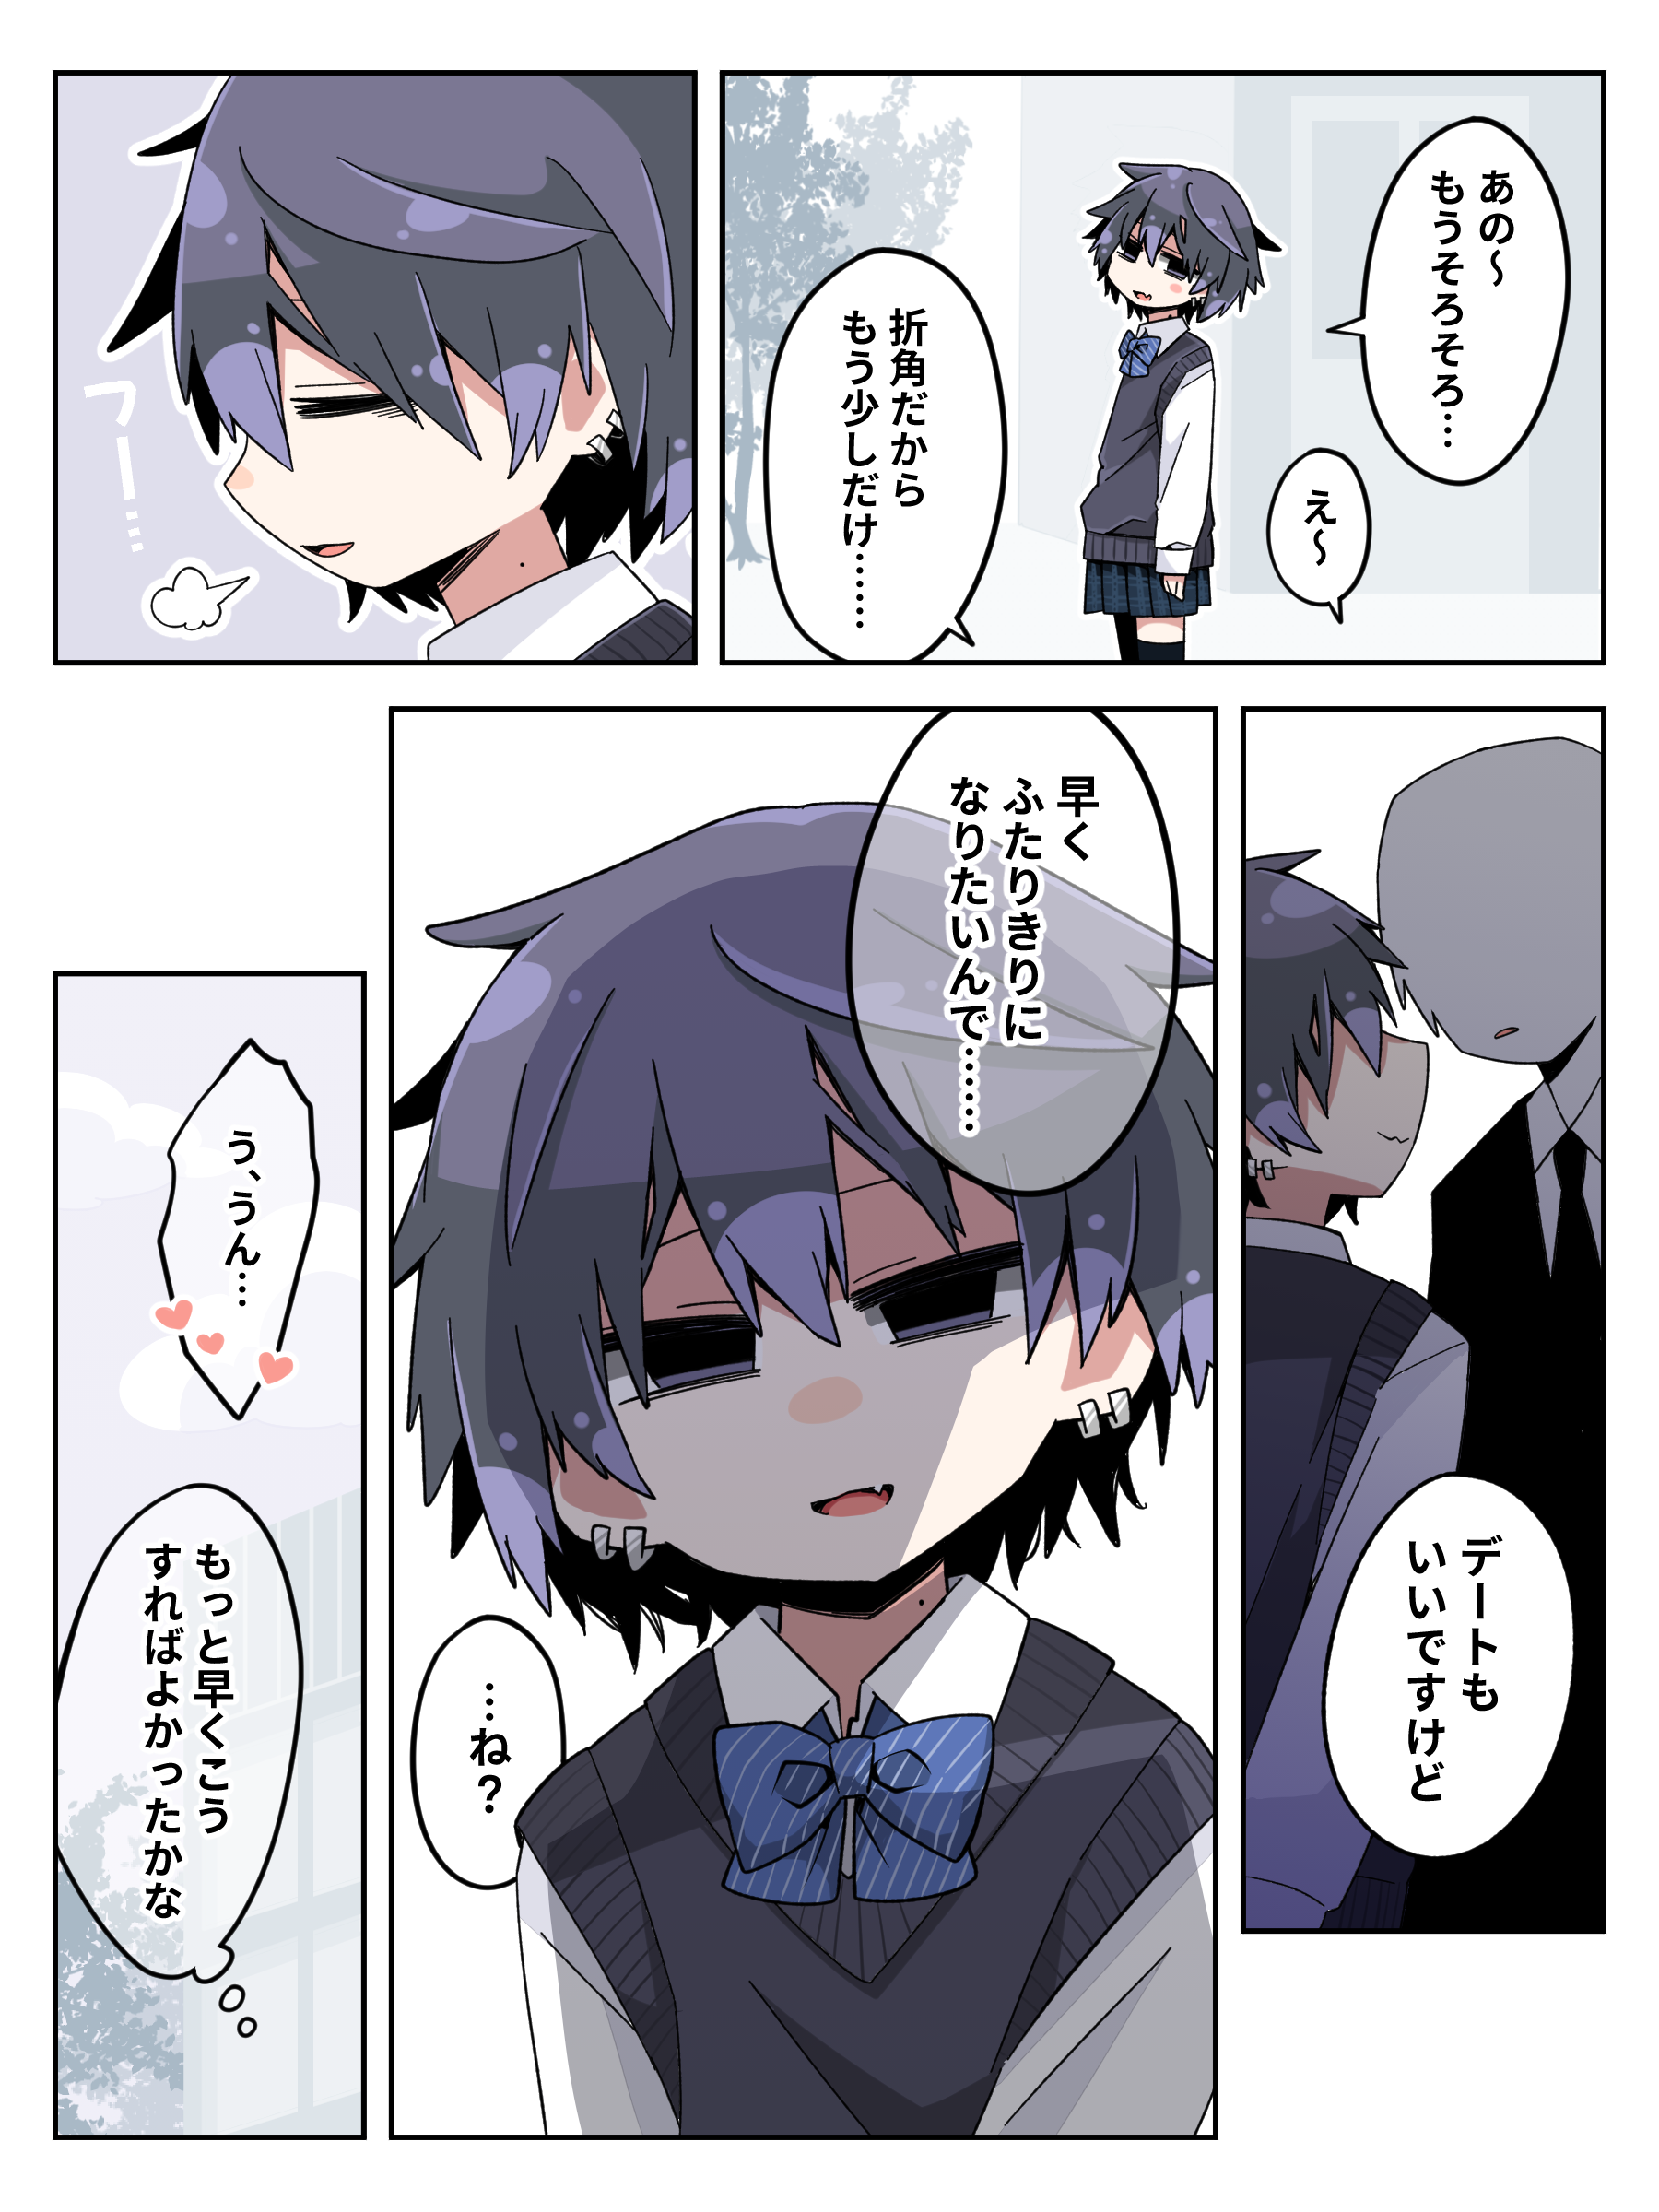 あの～
もうそろそろ…
え～
折角だから
もう少しだけ……
フー…
デートも
いいですけど
早く
ふたりきりに
なりたいんで……
…ね？
う、うん…
もっと早くこう
すればよかったかな